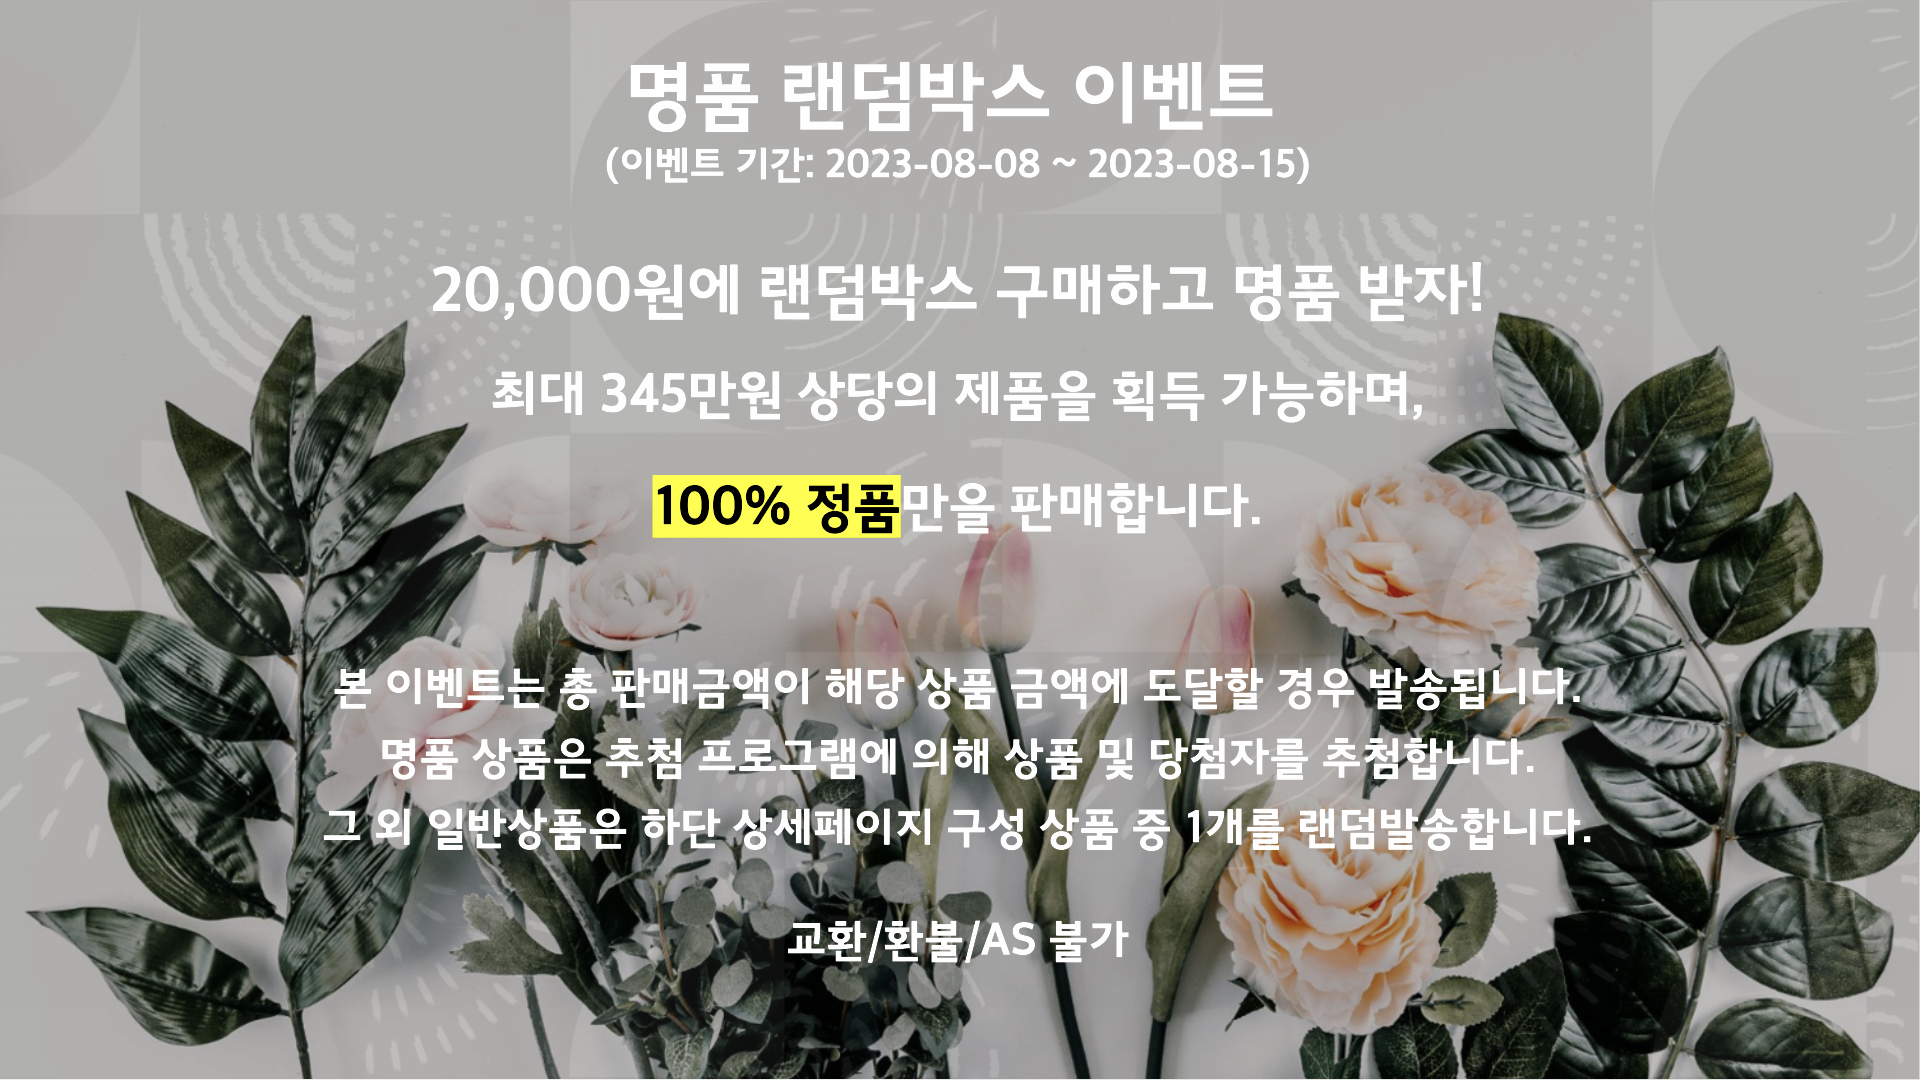 명품 랜덤박스 이벤트
(이벤트 기간: 2023-08-08 ~ 2023-08-15)
20,000원에 랜덤박스 구매하고 명품 받자!
최대 345만원 상당의 제품을 획득 가능하며,
100% 정품만을 판매합니다.
본 이벤트는 총 판매금액이 해당 상품 금액에 도달할 경우 발송됩니다.
명품 상품은 추첨 프로그램에 의해 상품 및 당첨자를 추첨합니다.
그 외 일반상품은 하단 상세페이지 구성 상품 중 1개를 랜덤발송합니다.
교환/환불/AS 불가